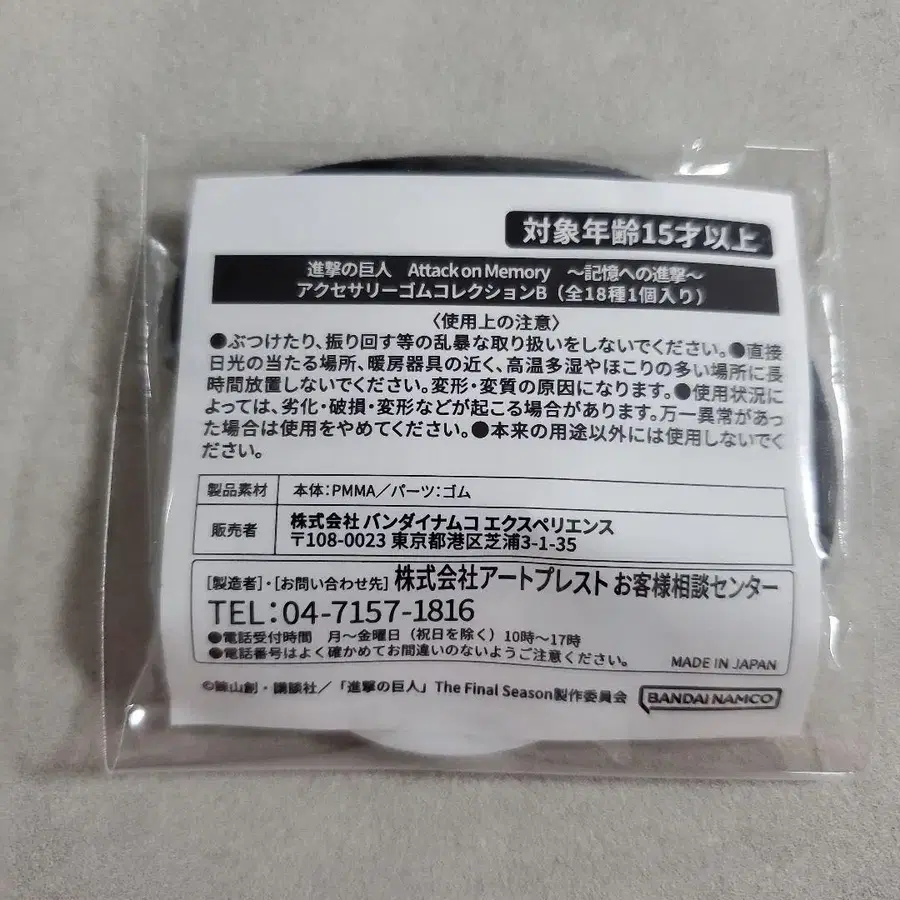 対象年齢15才以上
進撃の巨人 Attack on Memory ～記憶への進撃～
アクセサリーゴムコレクションB（全18種1個入り）
〈使用上の注意〉
●ぶつけたり、振り回す等の乱暴な取り扱いをしないでください。●直接
日光の当たる場所、暖房器具の近く、高温多湿やほこりの多い場所に長
時間放置しないでください。変形・変質の原因になります。●使用状況に
よっては、劣化・破損・変形などが起こる場合があります。万一異常があっ
た場合は使用をやめてください。●本来の用途以外には使用しないでく
ださい。
製品素材 本体：PMMA／パーツ：ゴム
販売者 株式会社 バンダイナムコ エクスペリエンス
〒108-0023 東京都港区芝浦3-1-35
[製造者]・[お問い合わせ先] 株式会社アートプレスト お客様相談センター
TEL：04-7157-1816
●電話受付時間 月～金曜日（祝日を除く）10時～17時
●電話番号はよく確かめてお間違いのないようご注意ください。 MADE IN JAPAN
©諫山創・講談社／「進撃の巨人」The Final Season製作委員会 BANDAI NAMCO